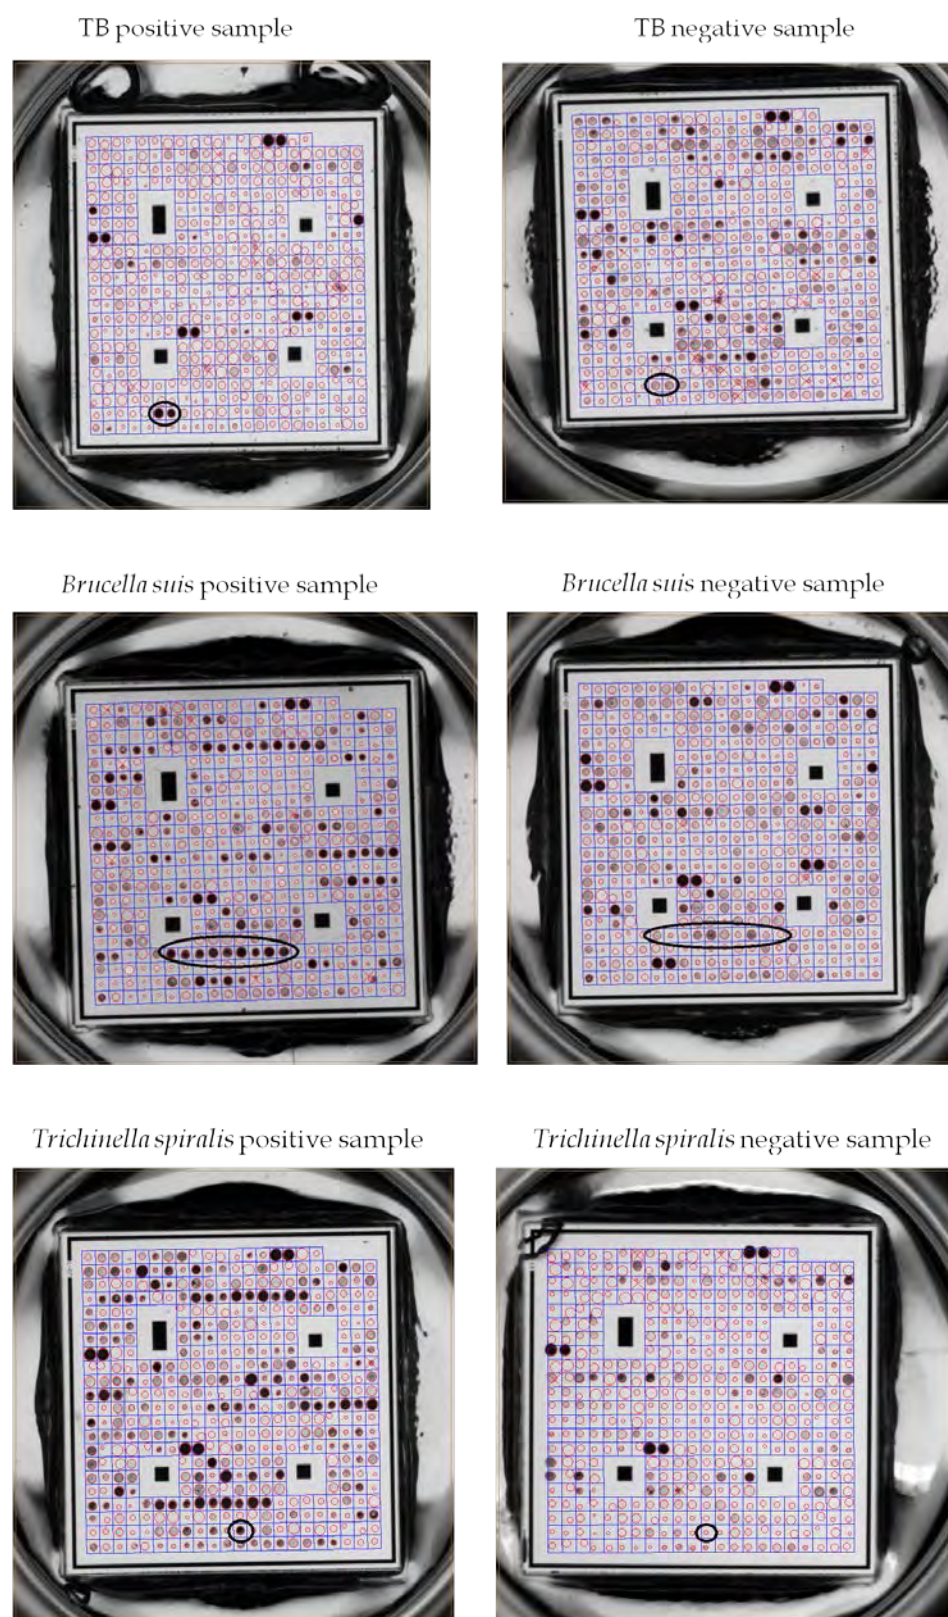 TB positive sample
TB negative sample
Brucella suis positive sample
Brucella suis negative sample
Trichinella spiralis positive sample
Trichinella spiralis negative sample